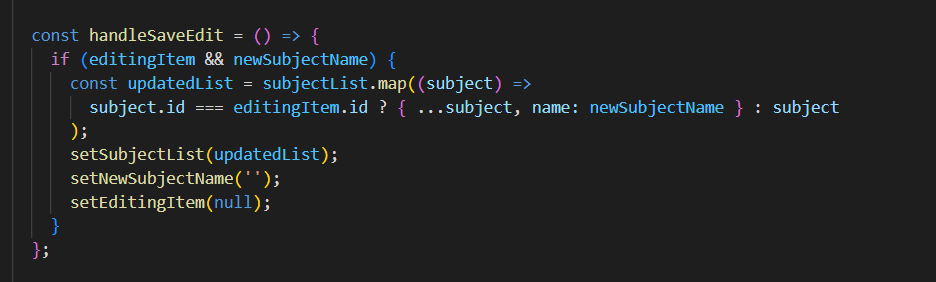 const handleSaveEdit = () => {
  if (editingItem && newSubjectName) {
    const updatedList = subjectList.map((subject) =>
      subject.id === editingItem.id ? { ...subject, name: newSubjectName } : subject
    );
    setSubjectList(updatedList);
    setNewSubjectName('');
    setEditingItem(null);
  }
};